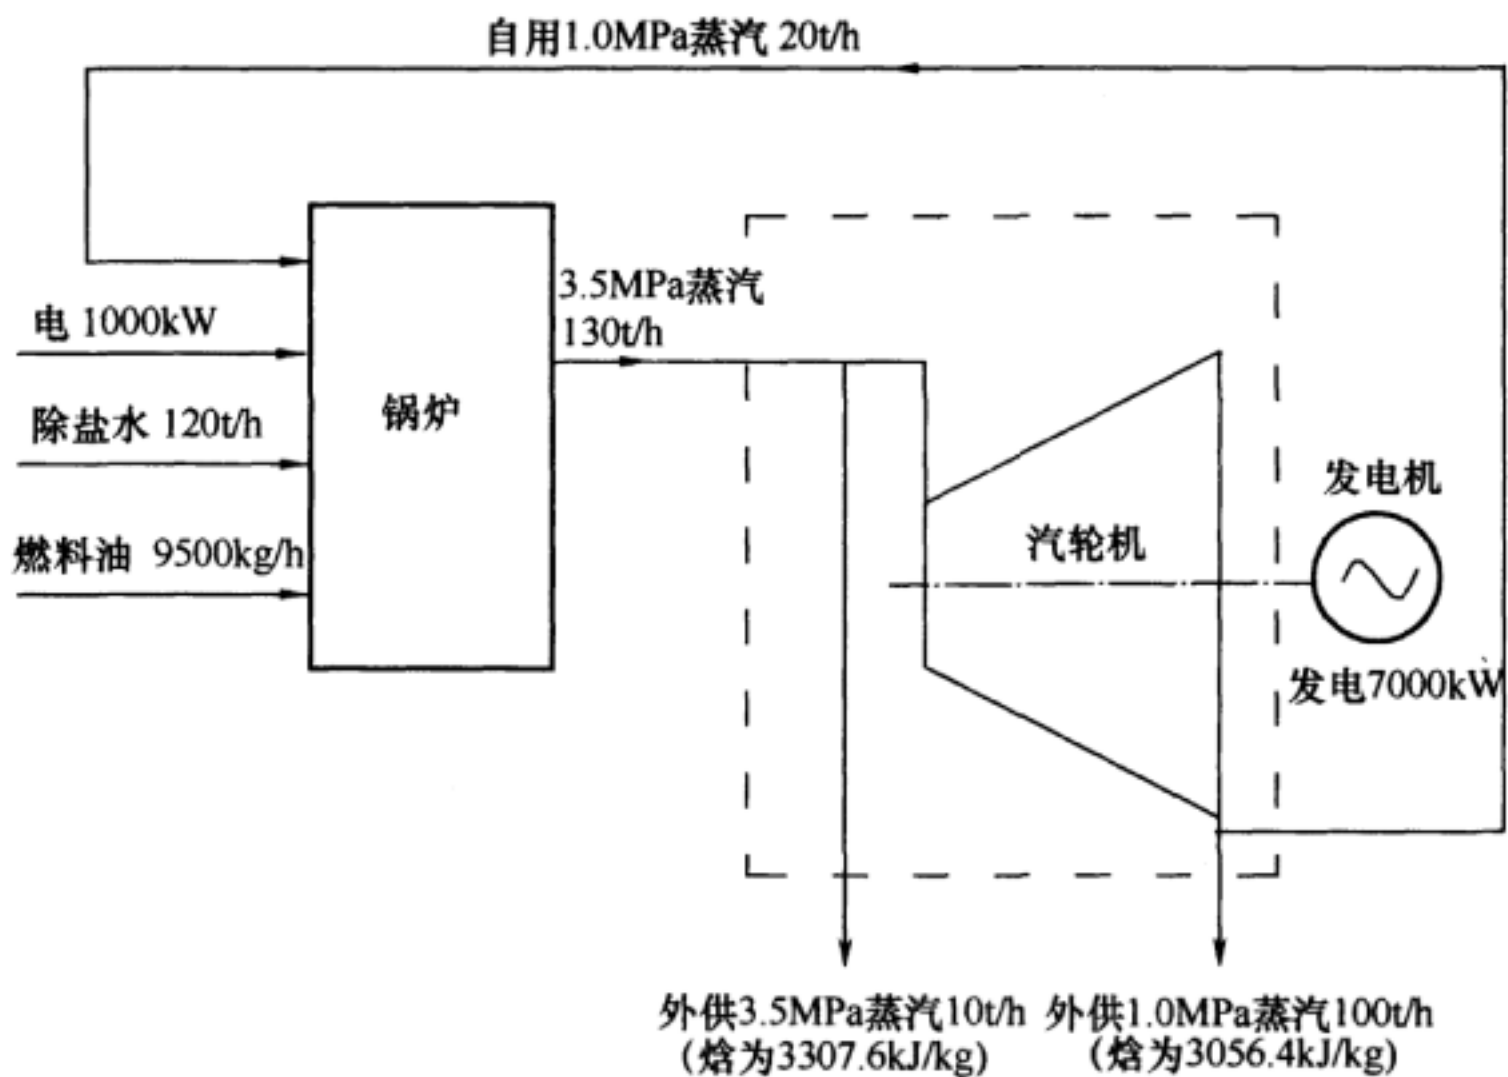 自用1.0MPa蒸汽 20t/h
3.5MPa蒸汽
130t/h
电 1000kW
锅炉
除盐水 120t/h
燃料油 9500kg/h
汽轮机
发电机
发电7000kW
外供3.5MPa蒸汽10t/h
(焓为3307.6kJ/kg)
外供1.0MPa蒸汽100t/h
(焓为3056.4kJ/kg)